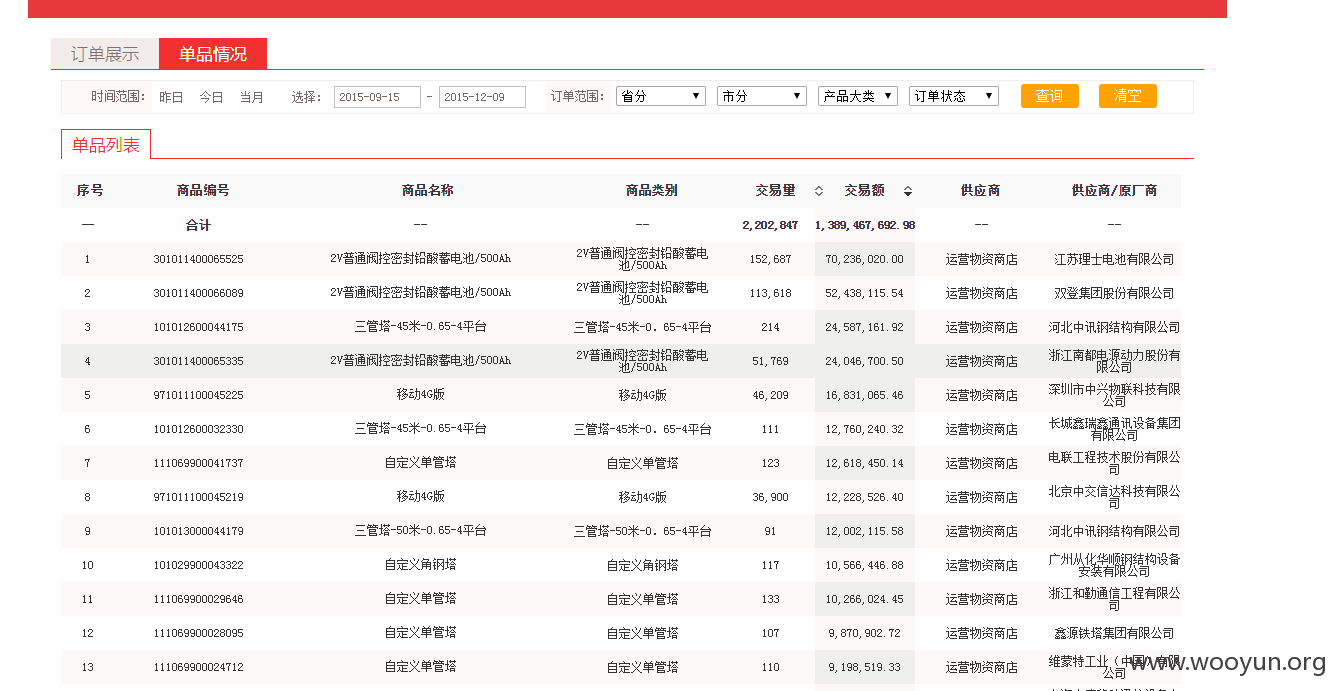 订单展示 单品情况
时间范围： 昨日 今日 当月 选择： 2015-09-15 - 2015-12-09 订单范围： 省分 市分 产品大类 订单状态 查询 清空
单品列表
序号 商品编号 商品名称 商品类别 交易量 交易额 供应商 供应商/原厂商
—— 合计 —— —— 2,202,847 1,389,467,692.98 —— ——
1 301011400065525 2V普通阀控密封铅酸蓄电池/500Ah 2V普通阀控密封铅酸蓄电池/500Ah 152,687 70,236,020.00 运营物资商店 江苏理士电池有限公司
2 301011400066089 2V普通阀控密封铅酸蓄电池/500Ah 2V普通阀控密封铅酸蓄电池/500Ah 113,618 52,438,115.54 运营物资商店 双登集团股份有限公司
3 101012600044175 三管塔-45米-0.65-4平台 三管塔-45米-0.65-4平台 214 24,587,161.92 运营物资商店 河北中讯钢结构有限公司
4 301011400065335 2V普通阀控密封铅酸蓄电池/500Ah 2V普通阀控密封铅酸蓄电池/500Ah 51,769 24,046,700.50 运营物资商店 浙江南都电源动力股份有限公司
5 971011100045225 移动4G版 移动4G版 46,209 16,831,065.46 运营物资商店 深圳市中兴物联科技有限公司
6 101012600032330 三管塔-45米-0.65-4平台 三管塔-45米-0.65-4平台 111 12,760,240.32 运营物资商店 长城鑫瑞鑫通讯设备集团有限公司
7 111069900041737 自定义单管塔 自定义单管塔 123 12,618,450.14 运营物资商店 电联工程技术股份有限公司
8 971011100045219 移动4G版 移动4G版 36,900 12,228,526.40 运营物资商店 北京中交信达科技有限公司
9 101013000044179 三管塔-50米-0.65-4平台 三管塔-50米-0.65-4平台 91 12,002,115.58 运营物资商店 河北中讯钢结构有限公司
10 101029900043322 自定义角钢塔 自定义角钢塔 117 10,566,446.88 运营物资商店 广州从化华顺钢结构设备安装有限公司
11 111069900029646 自定义单管塔 自定义单管塔 133 10,266,024.45 运营物资商店 浙江和勤通信工程有限公司
12 111069900028095 自定义单管塔 自定义单管塔 107 9,870,902.72 运营物资商店 鑫源铁塔集团有限公司
13 111069900024712 自定义单管塔 自定义单管塔 110 9,198,519.33 运营物资商店 维蒙特工业（中国）有限公司
www.wooyun.org